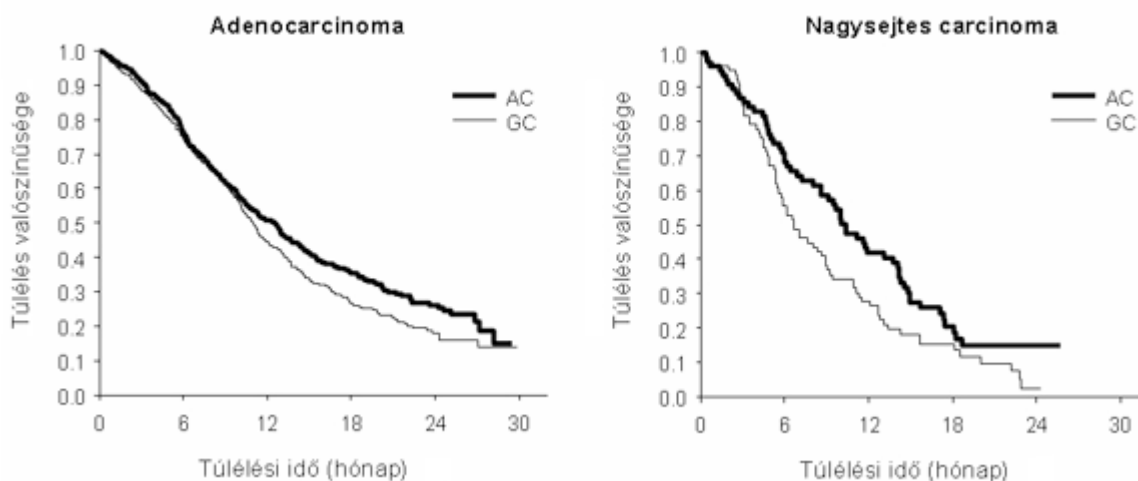 Adenocarcinoma
Túlélés valószínűsége
1.0
0.9
0.8
0.7
0.6
0.5
0.4
0.3
0.2
0.1
0.0
AC
GC
0 6 12 18 24 30
Túlélési idő (hónap)
Nagysejtes carcinoma
Túlélés valószínűsége
1.0
0.9
0.8
0.7
0.6
0.5
0.4
0.3
0.2
0.1
0.0
AC
GC
0 6 12 18 24 30
Túlélési idő (hónap)